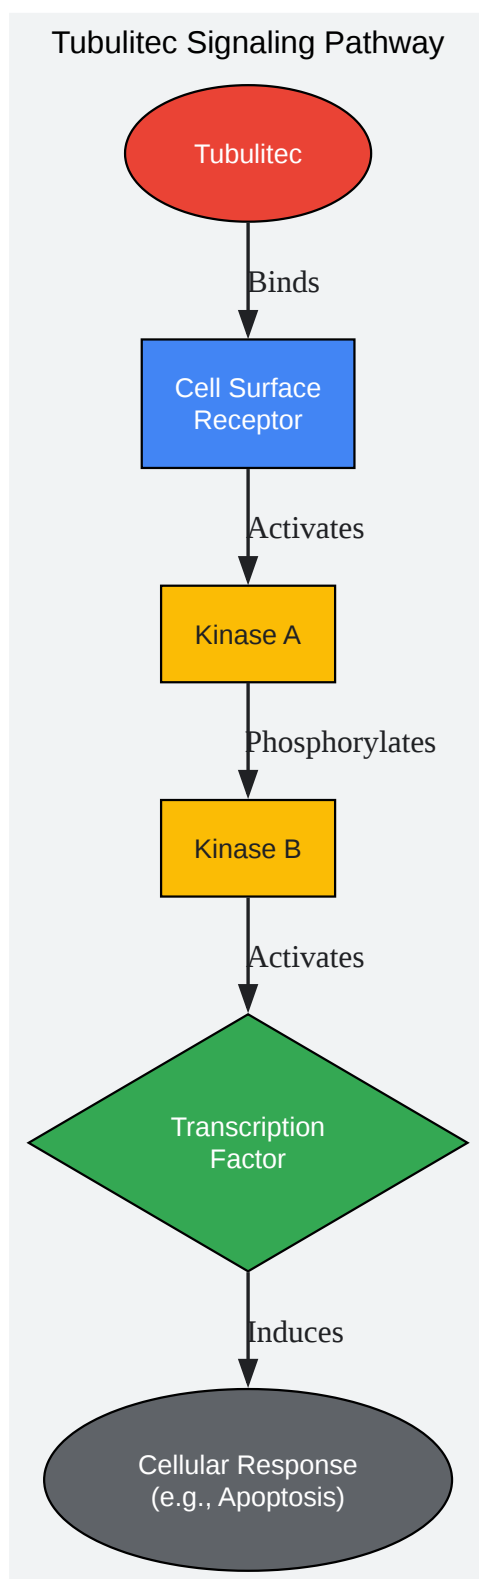 Tubulitec Signaling Pathway
Tubulitec
Binds
Cell Surface
Receptor
Activates
Kinase A
Phosphorylates
Kinase B
Activates
Transcription
Factor
Induces
Cellular Response
(e.g., Apoptosis)